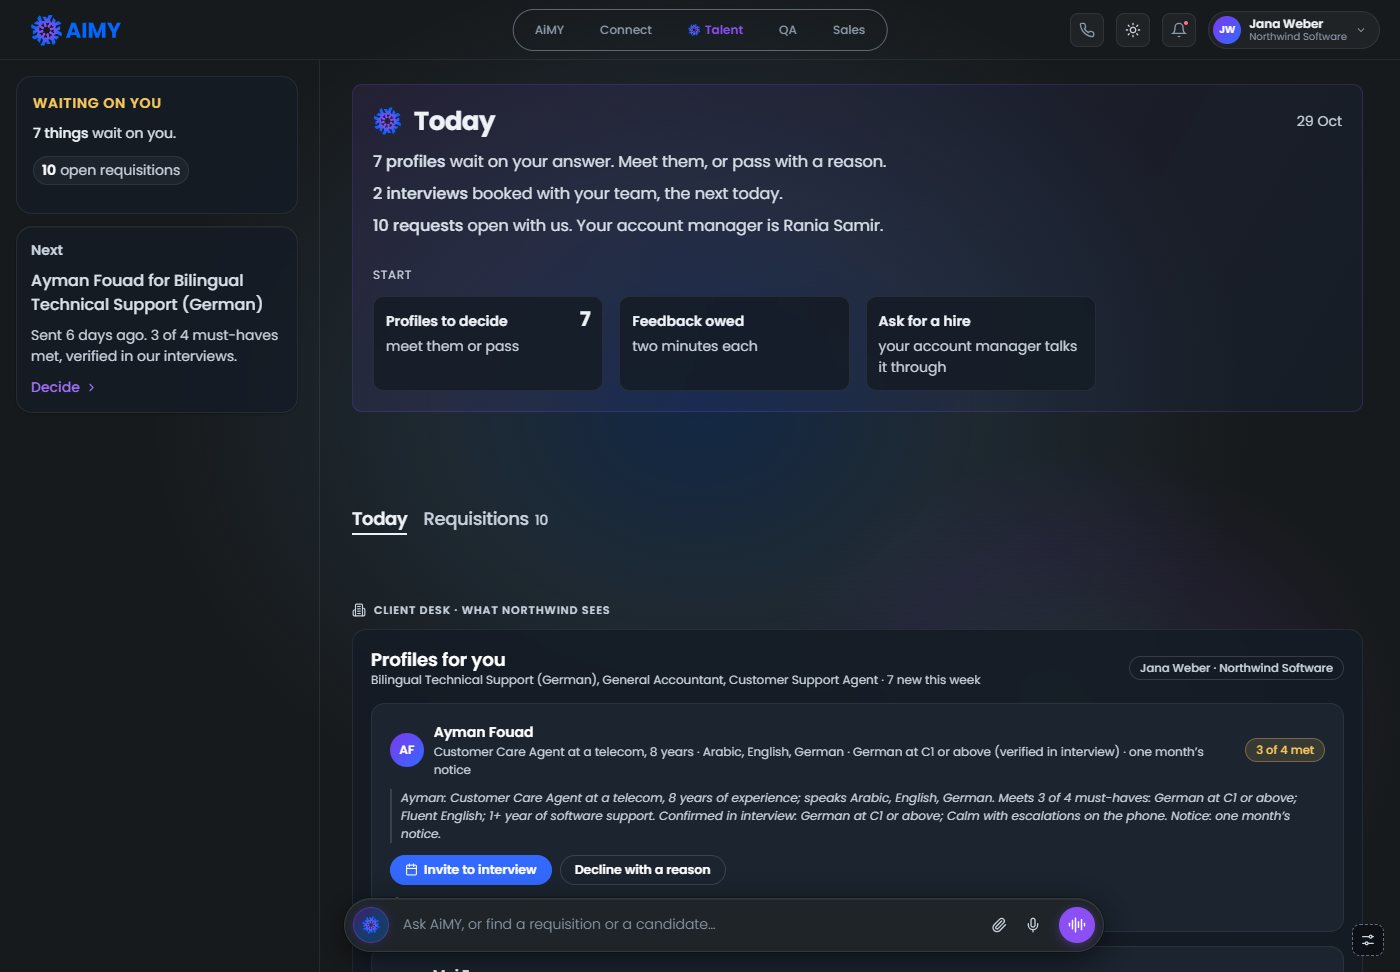 AiMY
AiMY
Connect
Talent
QA
Sales
JW
Jana Weber
Northwind Software
WAITING ON YOU
7 things wait on you.
10 open requisitions
Next
Ayman Fouad for Bilingual
Technical Support (German)
Sent 6 days ago. 3 of 4 must-haves
met, verified in our interviews.
Decide
Today
29 Oct
7 profiles wait on your answer. Meet them, or pass with a reason.
2 interviews booked with your team, the next today.
10 requests open with us. Your account manager is Rania Samir.
START
Profiles to decide
7
meet them or pass
Feedback owed
two minutes each
Ask for a hire
your account manager talks
it through
Today
Requisitions 10
CLIENT DESK · WHAT NORTHWIND SEES
Profiles for you
Bilingual Technical Support (German), General Accountant, Customer Support Agent · 7 new this week
Jana Weber · Northwind Software
AF
Ayman Fouad
Customer Care Agent at a telecom, 8 years · Arabic, English, German · German at C1 or above (verified in interview) · one month's
notice
3 of 4 met
Ayman: Customer Care Agent at a telecom, 8 years of experience; speaks Arabic, English, German. Meets 3 of 4 must-haves: German at C1 or above;
Fluent English; 1+ year of software support. Confirmed in interview: German at C1 or above; Calm with escalations on the phone. Notice: one month's
notice.
Invite to interview
Decline with a reason
Ask AiMY, or find a requisition or a candidate...